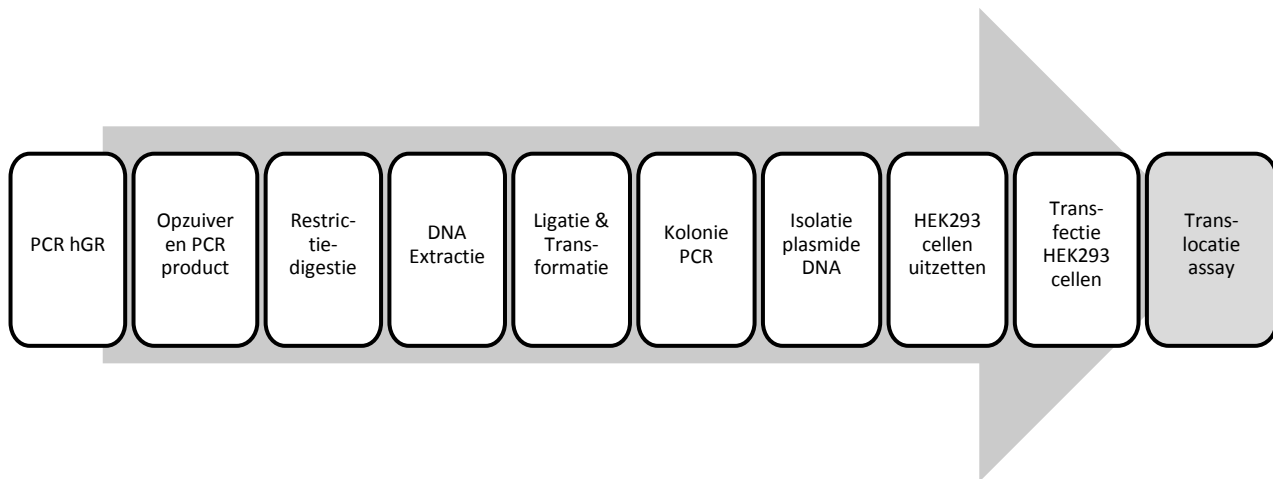 PCR hGR
Opzuiver
en PCR
product
Restric-
tie-
digestie
DNA
Extractie
Ligatie &
Trans-
formatie
Kolonie
PCR
Isolatie
plasmide
DNA
HEK293
cellen
uitzetten
Trans-
fectie
HEK293
cellen
Trans-
locatie
assay